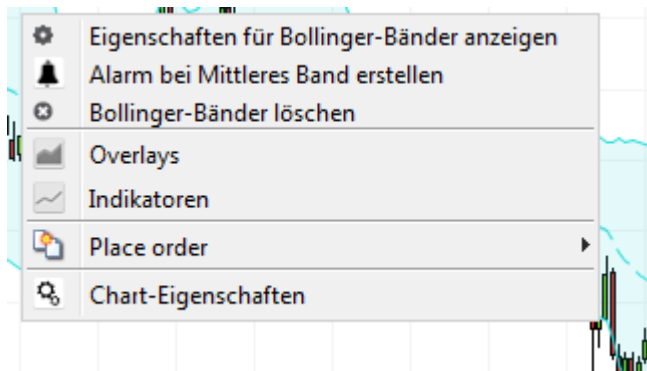 Eigenschaften für Bollinger-Bänder anzeigen
Alarm bei Mittleres Band erstellen
Bollinger-Bänder löschen
Overlays
Indikatoren
Place order
Chart-Eigenschaften